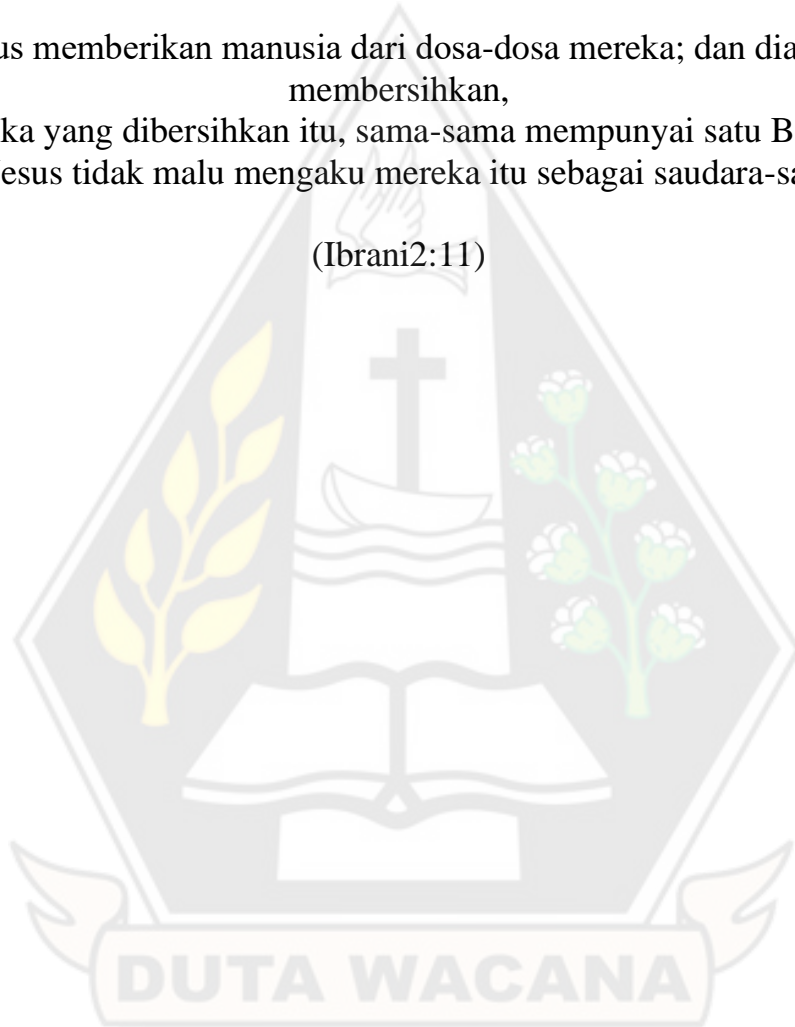 us memberikan manusia dari dosa-dosa mereka; dan dia
membersihkan,
ka yang dibersihkan itu, sama-sama mempunyai satu B
esus tidak malu mengaku mereka itu sebagai saudara-sa
(Ibrani2:11)
DUTA WACANA